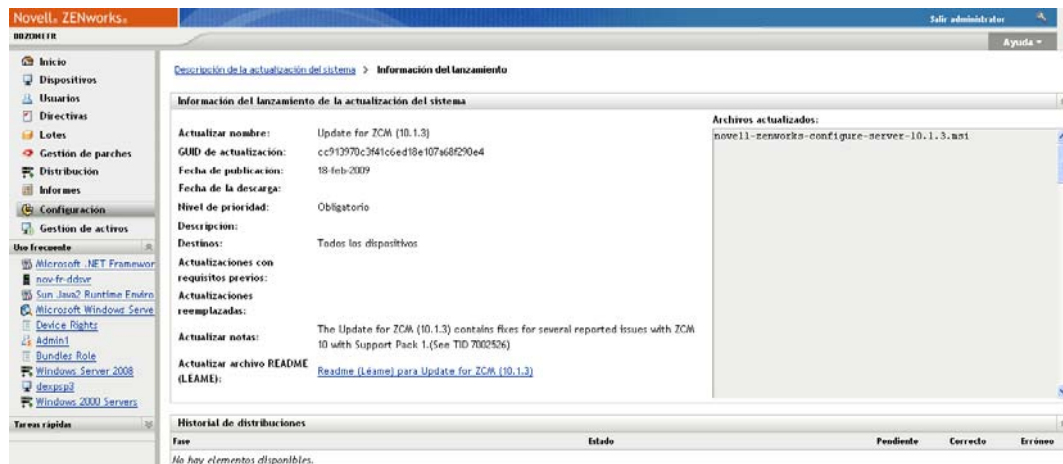 Novell® ZENworks®
Salir administrator
Ayuda
Inicio
Dispositivos
Usuarios
Directivas
Lotes
Gestión de parches
Distribución
Informes
Configuración
Gestión de activos
Uso frecuente
Microsoft .NET Framewor
nov-fr-ddsvr
Sun Java2 Runtime Enviro
Microsoft Windows Serve
Device Rights
Admin1
Bundles Role
Windows Server 2008
dexpsp3
Windows 2000 Servers
Tareas rápidas
Descripción de la actualización del sistema > Información del lanzamiento
Información del lanzamiento de la actualización del sistema
Actualizar nombre: Update for ZCM (10.1.3)
GUID de actualización: cc913970c3f41c6ed18e107a68f290e4
Fecha de publicación: 18-feb-2009
Fecha de la descarga:
Nivel de prioridad: Obligatorio
Descripción:
Destinos: Todos los dispositivos
Actualizaciones con
requisitos previos:
Actualizaciones
reemplazadas:
Actualizar notas: The Update for ZCM (10.1.3) contains fixes for several reported issues with ZCM
10 with Support Pack 1.(See TID 7002526)
Actualizar archivo README
(LÉAME): Readme (Léame) para Update for ZCM (10.1.3)
Archivos actualizados:
novell-zenworks-configure-server-10.1.3.msi
Historial de distribuciones
Fase Estado Pendiente Correcto Erróneo
No hay elementos disponibles.